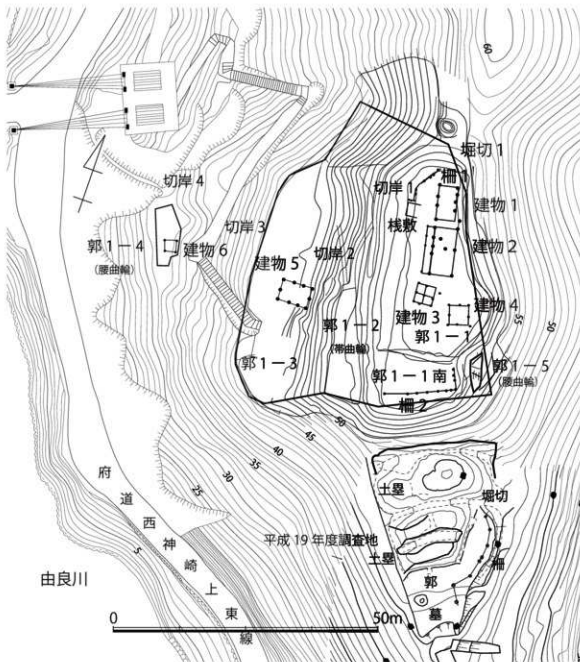 60
堀切 1
切岸 4
切岸 1
柵 1
切岸 3
桟敷
建物 1
郭 1－4
(腰曲輪)
建物 6
切岸 2
建物 2
建物 5
建物 3
建物 4
郭 1－2
(帯曲輪)
郭 1－1
55
50
郭 1－3
郭 1－1 南
郭 1－5
(腰曲輪)
柵 2
50
45
40
35
30
25
5
土塁
堀切
平成 19 年度調査地
土塁
柵
郭
墓
府道西神崎上東線
由良川
0
50m